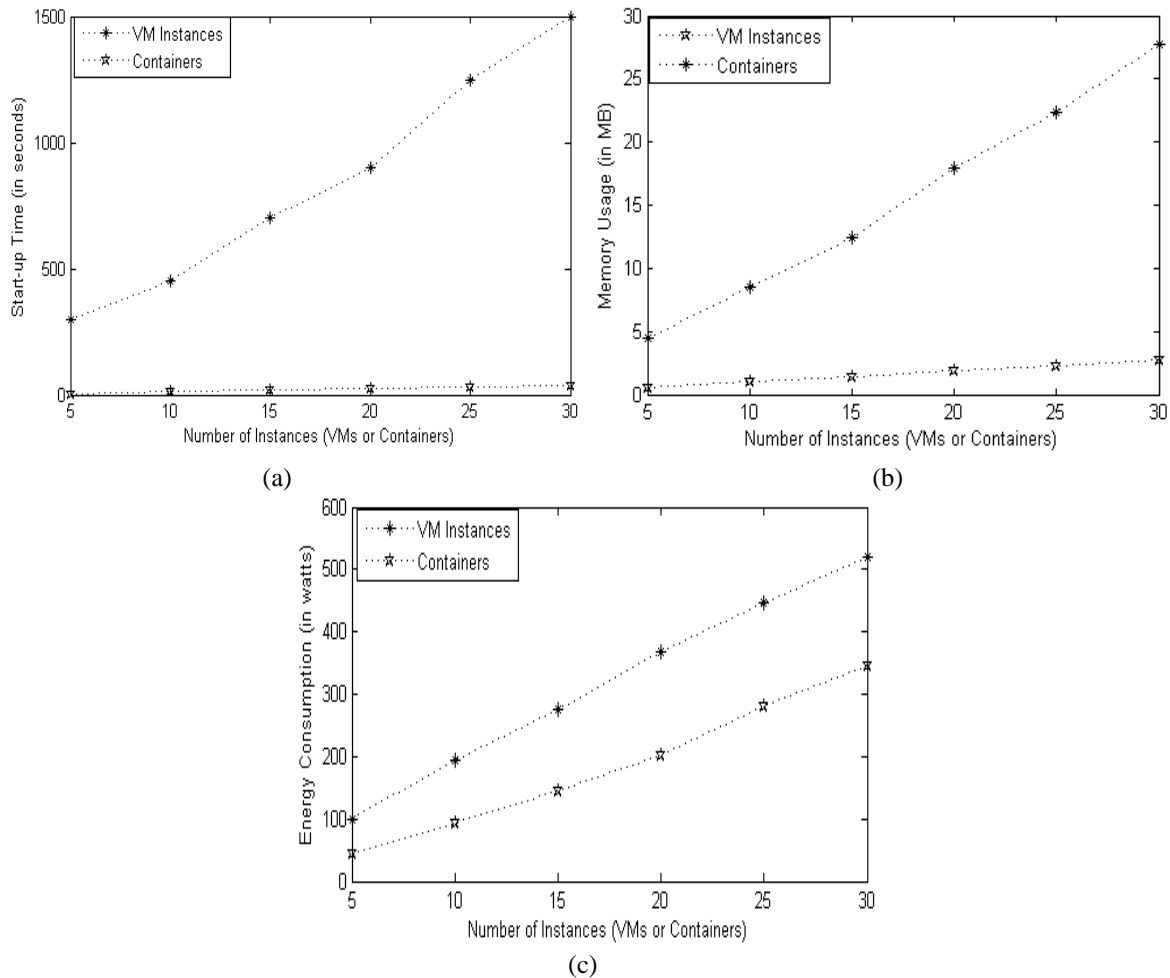 1500
1000
500
0
Start-up Time (in seconds)
VM Instances
Containers
5 10 15 20 25 30
Number of Instances (VMs or Containers)
(a)
30
25
20
15
10
5
0
Memory Usage (in MB)
VM Instances
Containers
5 10 15 20 25 30
Number of Instances (VMs or Containers)
(b)
600
500
400
300
200
100
0
Energy Consumption (in watts)
VM Instances
Containers
5 10 15 20 25 30
Number of Instances (VMs or Containers)
(c)